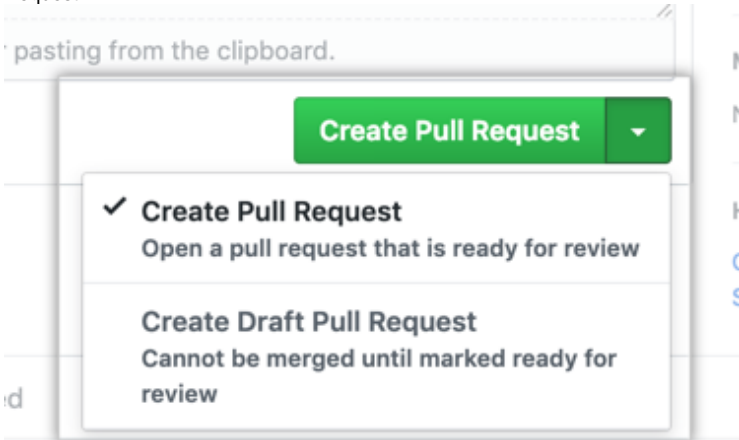 pasting from the clipboard.
Create Pull Request
Create Pull Request
Open a pull request that is ready for review
Create Draft Pull Request
Cannot be merged until marked ready for
review